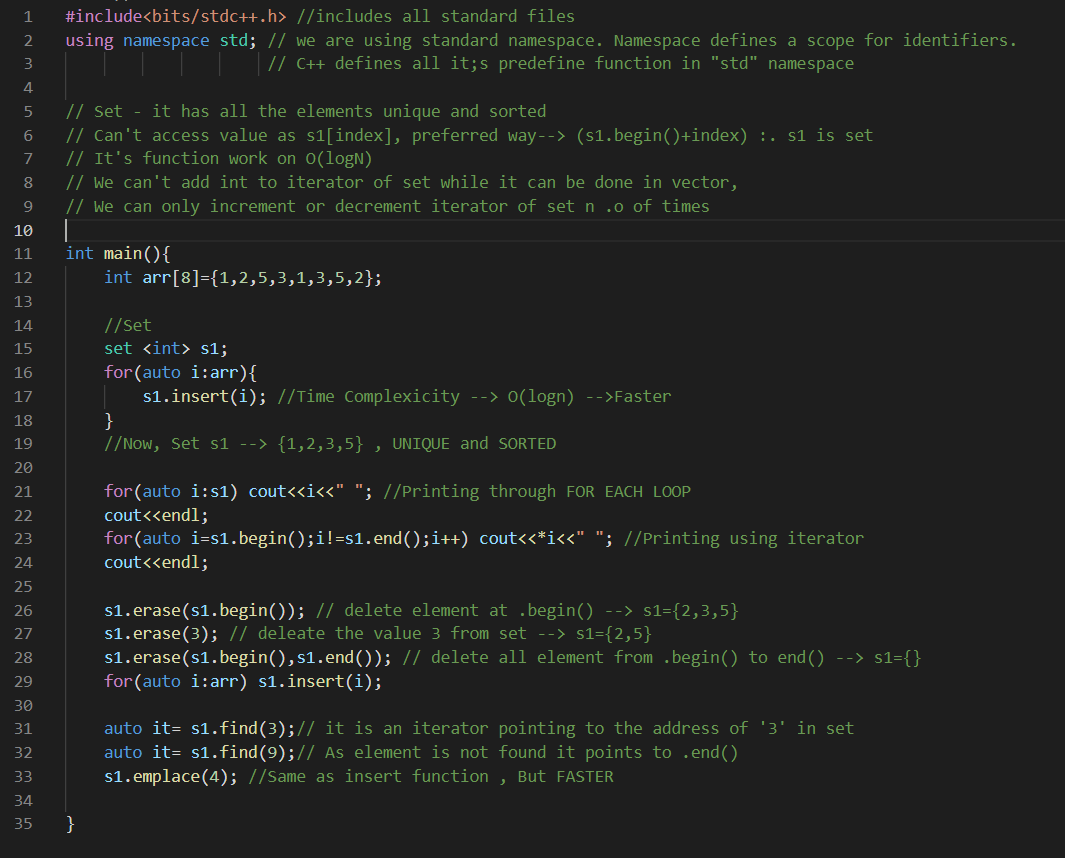 1 #include<bits/stdc++.h> //includes all standard files
2 using namespace std; // we are using standard namespace. Namespace defines a scope for identifiers.
3 // C++ defines all it;s predefine function in "std" namespace
4
5 // Set - it has all the elements unique and sorted
6 // Can't access value as s1[index], preferred way--> (s1.begin()+index) :. s1 is set
7 // It's function work on O(logN)
8 // We can't add int to iterator of set while it can be done in vector,
9 // We can only increment or decrement iterator of set n .o of times
10
11 int main(){
12 int arr[8]={1,2,5,3,1,3,5,2};
13
14 //Set
15 set <int> s1;
16 for(auto i:arr){
17 s1.insert(i); //Time Complexicity --> O(logn) -->Faster
18 }
19 //Now, Set s1 --> {1,2,3,5} , UNIQUE and SORTED
20
21 for(auto i:s1) cout<<i<<" "; //Printing through FOR EACH LOOP
22 cout<<endl;
23 for(auto i=s1.begin();i!=s1.end();i++) cout<<*i<<" "; //Printing using iterator
24 cout<<endl;
25
26 s1.erase(s1.begin()); // delete element at .begin() --> s1={2,3,5}
27 s1.erase(3); // deleate the value 3 from set --> s1={2,5}
28 s1.erase(s1.begin(),s1.end()); // delete all element from .begin() to end() --> s1={}
29 for(auto i:arr) s1.insert(i);
30
31 auto it= s1.find(3);// it is an iterator pointing to the address of '3' in set
32 auto it= s1.find(9);// As element is not found it points to .end()
33 s1.emplace(4); //Same as insert function , But FASTER
34
35 }